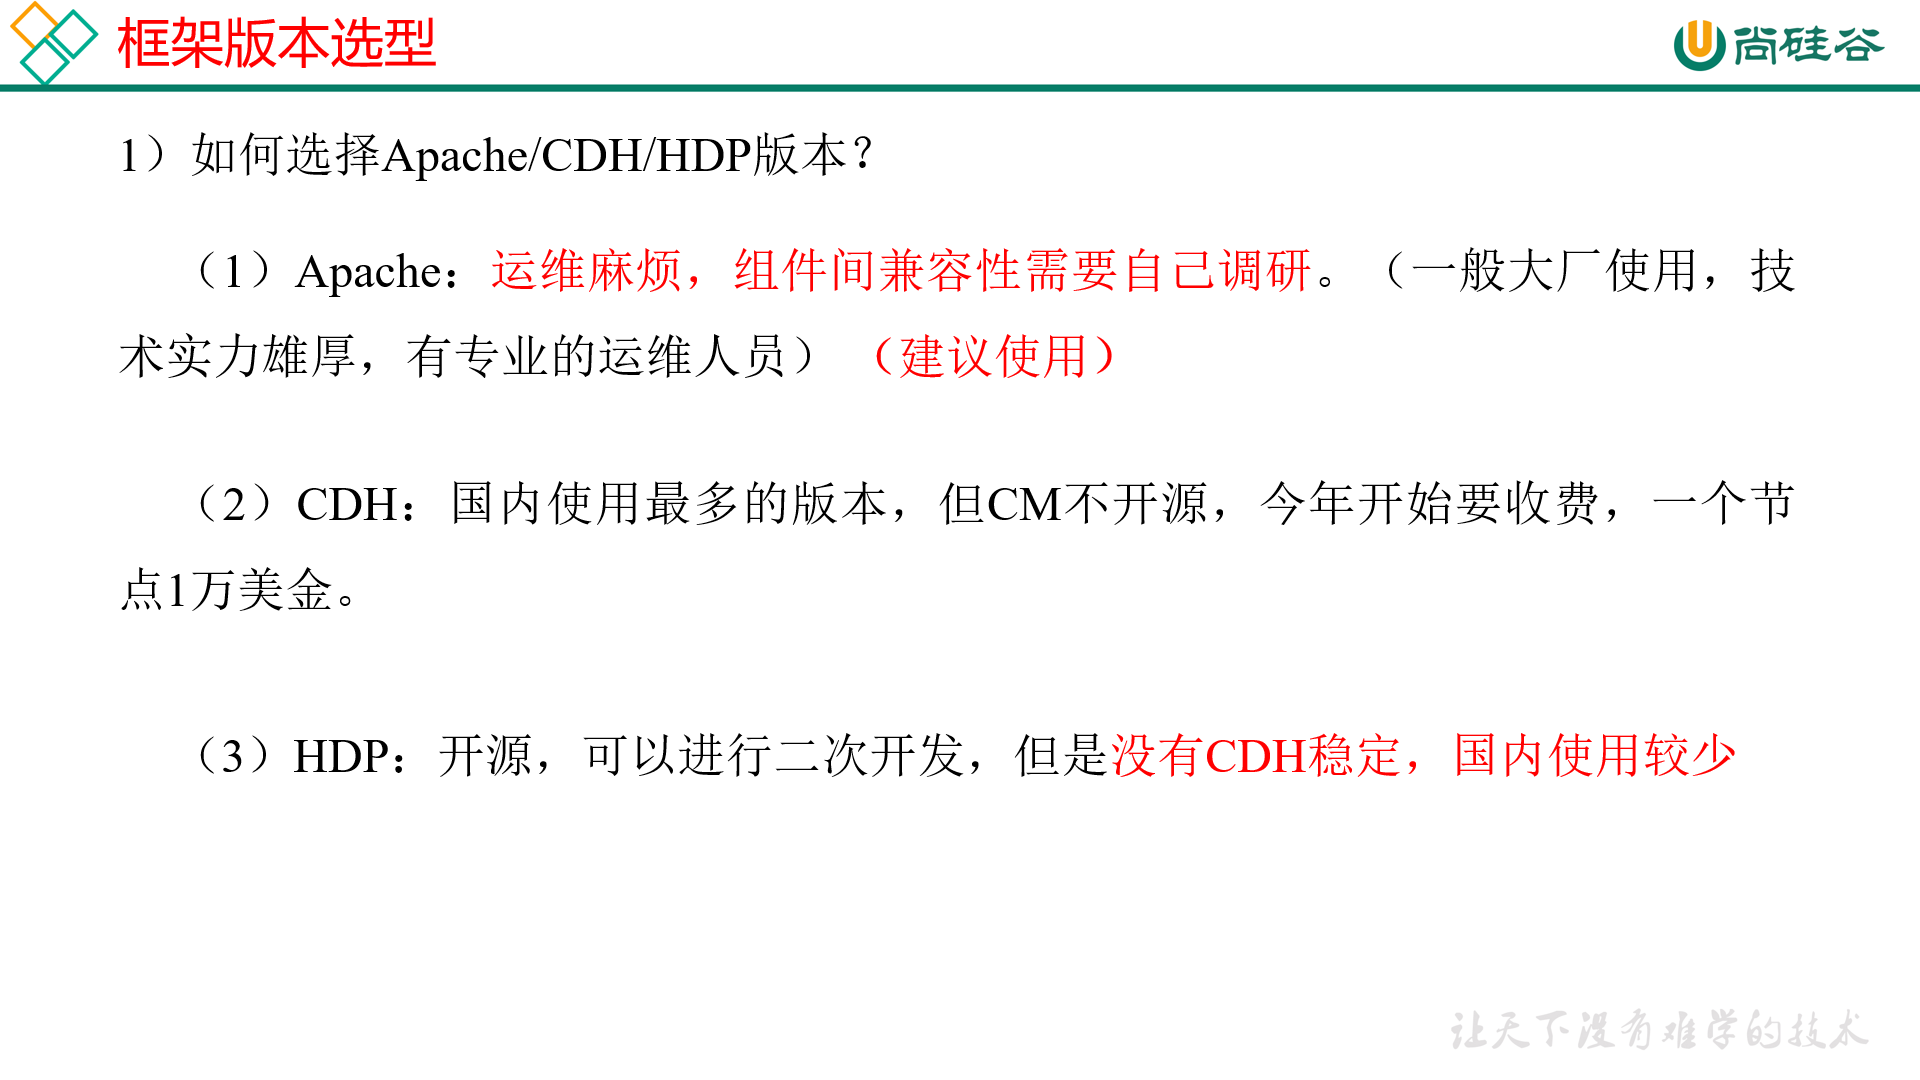 框架版本选型
尚硅谷
1）如何选择Apache/CDH/HDP版本？
（1）Apache：运维麻烦，组件间兼容性需要自己调研。（一般大厂使用，技
术实力雄厚，有专业的运维人员）（建议使用）
（2）CDH：国内使用最多的版本，但CM不开源，今年开始要收费，一个节
点1万美金。
（3）HDP：开源，可以进行二次开发，但是没有CDH稳定，国内使用较少
让天下没有难学的技术